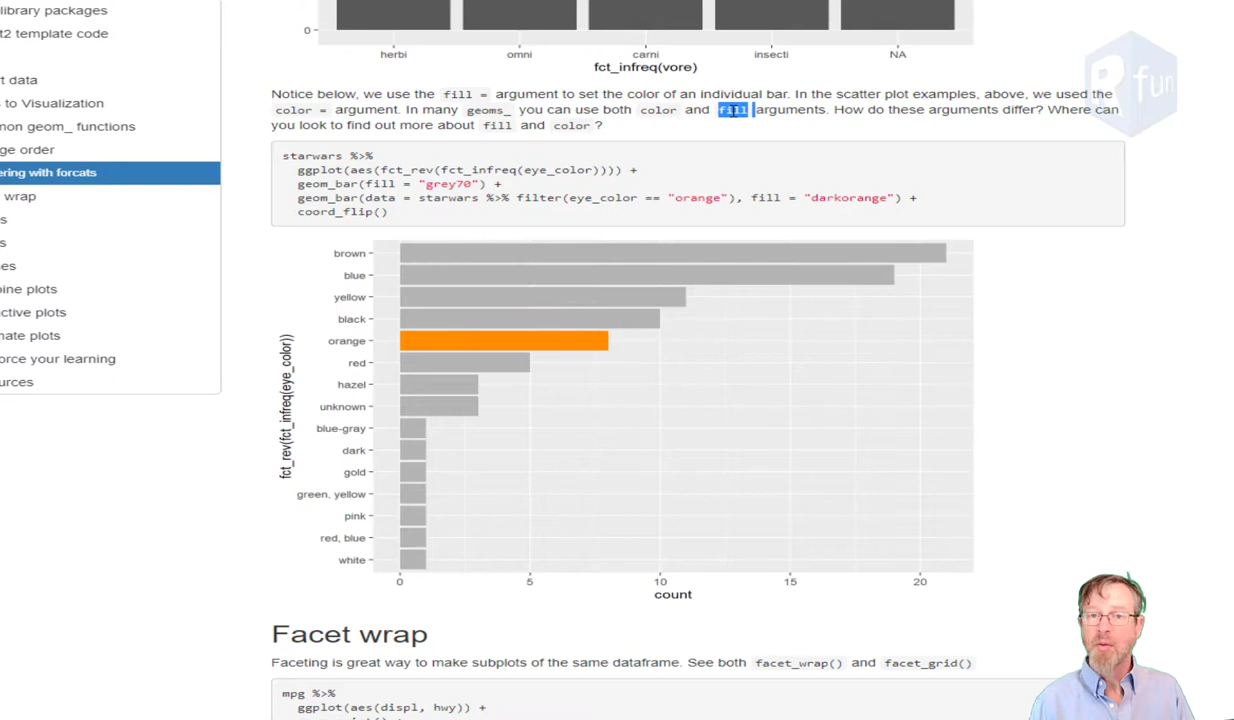 library packages
t2 template code
rt data
s to Visualization
mon geom_ functions
ge order
ering with forcats
wrap
s
s
es
ine plots
ctive plots
mate plots
orce your learning
ources
0
herbi
omni
carni
insecti
NA
fct_infreq(vore)
R fun
Notice below, we use the fill = argument to set the color of an individual bar. In the scatter plot examples, above, we used the
color = argument. In many geoms_ you can use both color and fill arguments. How do these arguments differ? Where can
you look to find out more about fill and color ?
starwars %>%
ggplot(aes(fct_rev(fct_infreq(eye_color)))) +
geom_bar(fill = "grey70") +
geom_bar(data = starwars %>% filter(eye_color == "orange"), fill = "darkorange") +
coord_flip()
fct_rev(fct_infreq(eye_color))
brown
blue
yellow
black
orange
red
hazel
unknown
blue-gray
dark
gold
green, yellow
pink
red, blue
white
0
5
10
15
20
count
Facet wrap
Faceting is great way to make subplots of the same dataframe. See both facet_wrap() and facet_grid()
mpg %>%
ggplot(aes(displ, hwy)) +